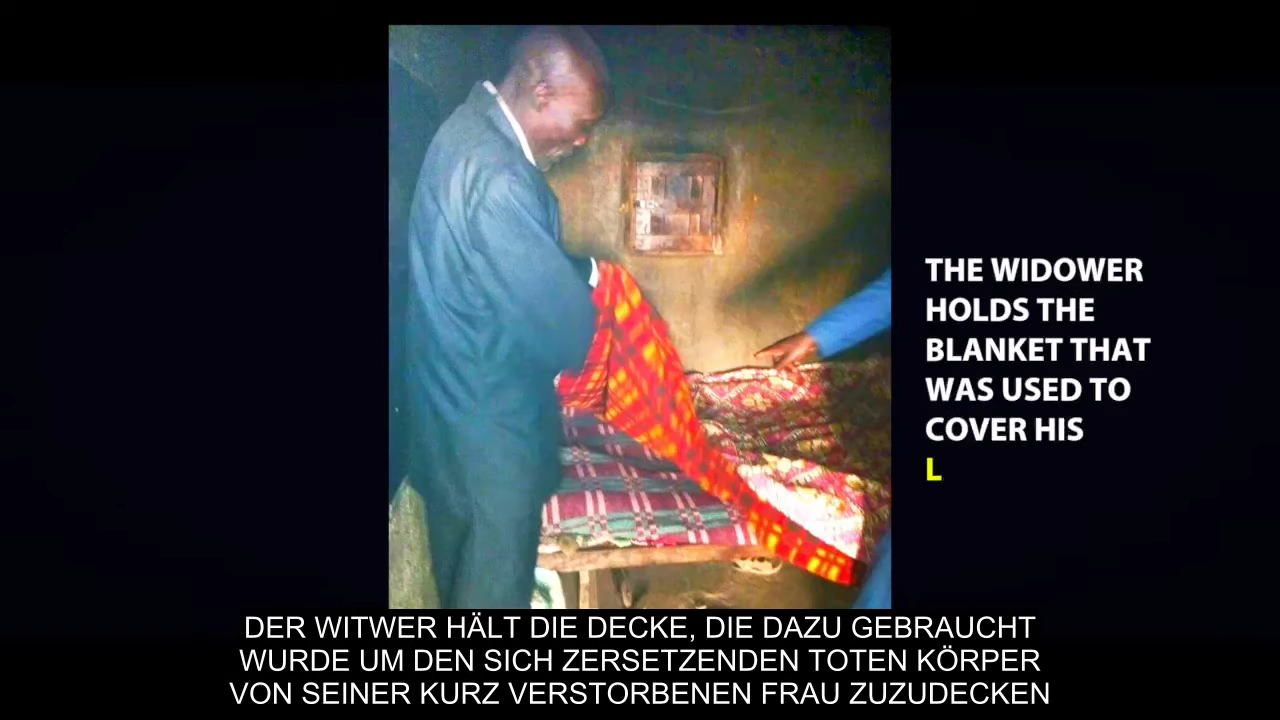 THE WIDOWER
HOLDS THE
BLANKET THAT
WAS USED TO
COVER HIS
L
DER WITWER HÄLT DIE DECKE, DIE DAZU GEBRAUCHT
WURDE UM DEN SICH ZERSETZENDEN TOTEN KÖRPER
VON SEINER KURZ VERSTORBENEN FRAU ZUZUDECKEN